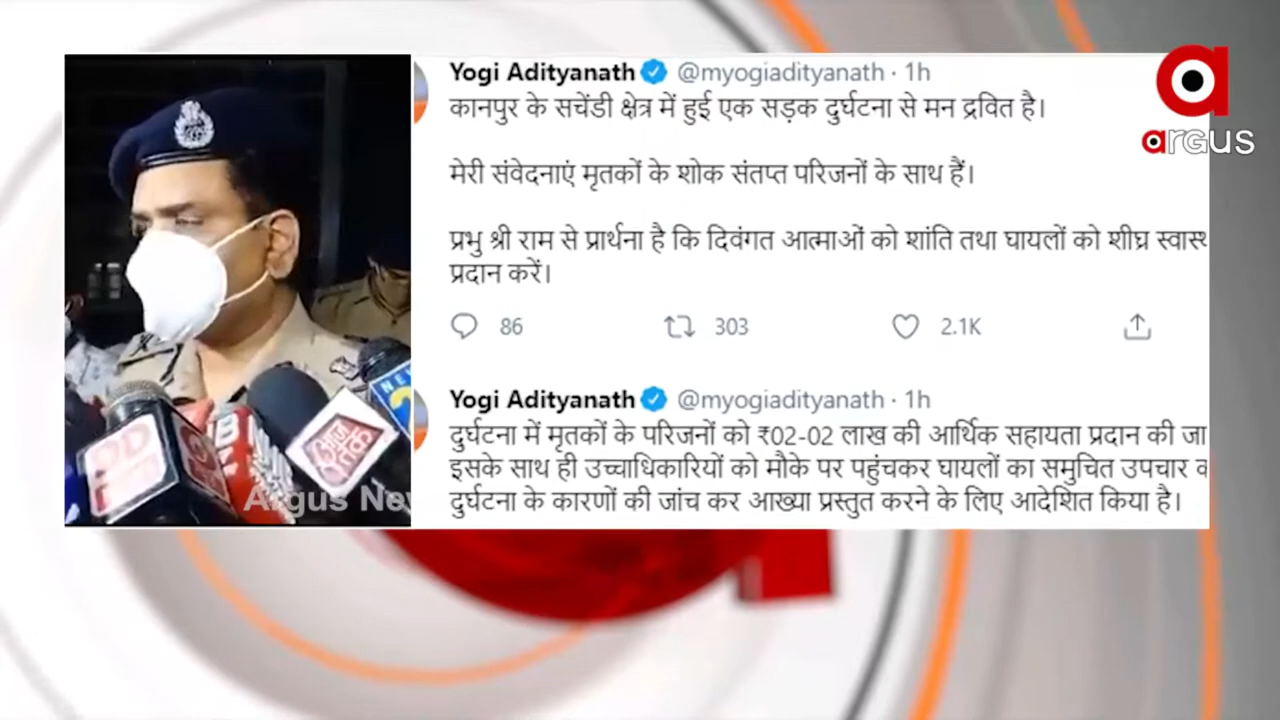 Yogi Adityanath @myogiadityanath · 1h
कानपुर के सचेंडी क्षेत्र में हुई एक सड़क दुर्घटना से मन द्रवित है।
मेरी संवेदनाएं मृतकों के शोक संतप्त परिजनों के साथ हैं।
प्रभु श्री राम से प्रार्थना है कि दिवंगत आत्माओं को शांति तथा घायलों को शीघ्र
प्रदान करें।
86 303 2.1K
Yogi Adityanath @myogiadityanath · 1h
दुर्घटना में मृतकों के परिजनों को ₹02-02 लाख की आर्थिक सहायता प्रदान की
इसके साथ ही उच्चाधिकारियों को मौके पर पहुंचकर घायलों का समुचित उपचार
दुर्घटना के कारणों की जांच कर आख्या प्रस्तुत करने के लिए आदेशित किया है।
argus
आज तक
Argus